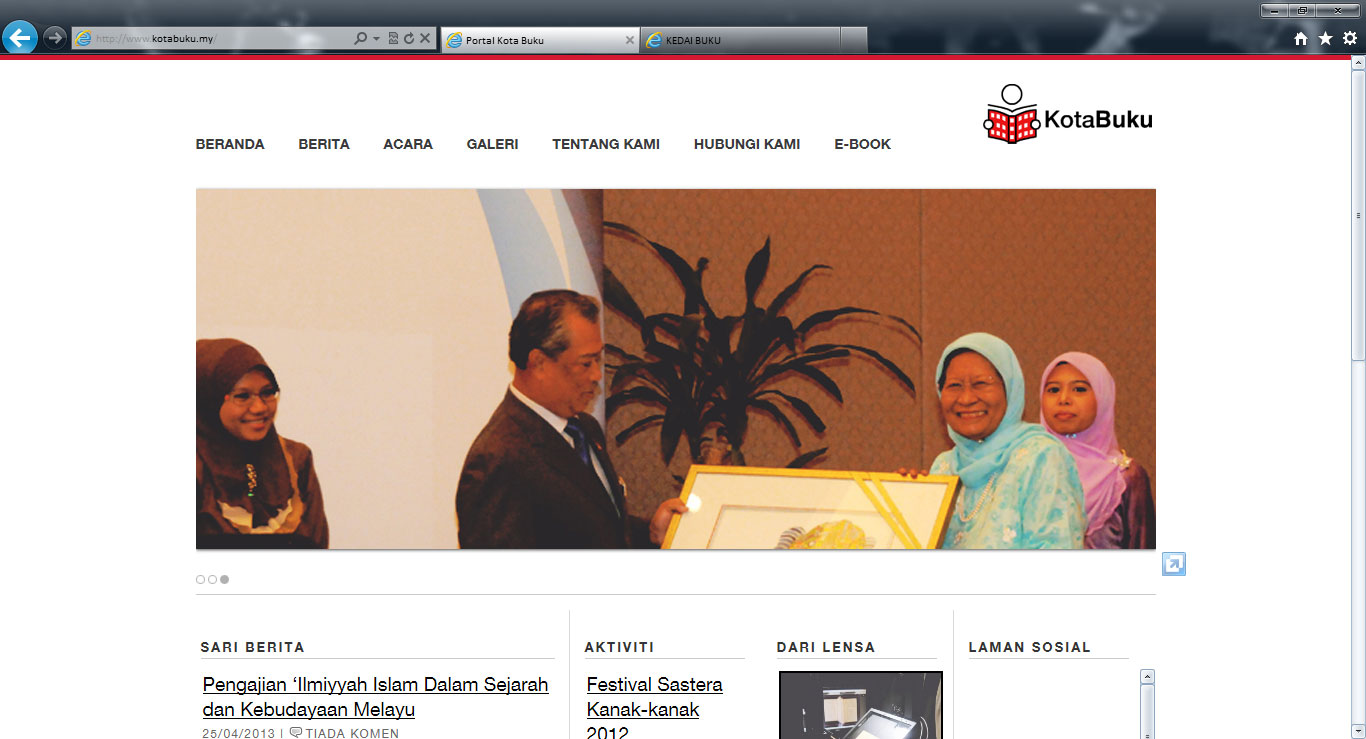 http://www.kotabuku.my/
Portal Kota Buku
KEDAI BUKU
KotaBuku
BERANDA
BERITA
ACARA
GALERI
TENTANG KAMI
HUBUNGI KAMI
E-BOOK
SARI BERITA
Pengajian ‘Ilmiyyah Islam Dalam Sejarah
dan Kebudayaan Melayu
25/04/2013 | TIADA KOMEN
AKTIVITI
Festival Sastera
Kanak-kanak
2012
DARI LENSA
LAMAN SOSIAL